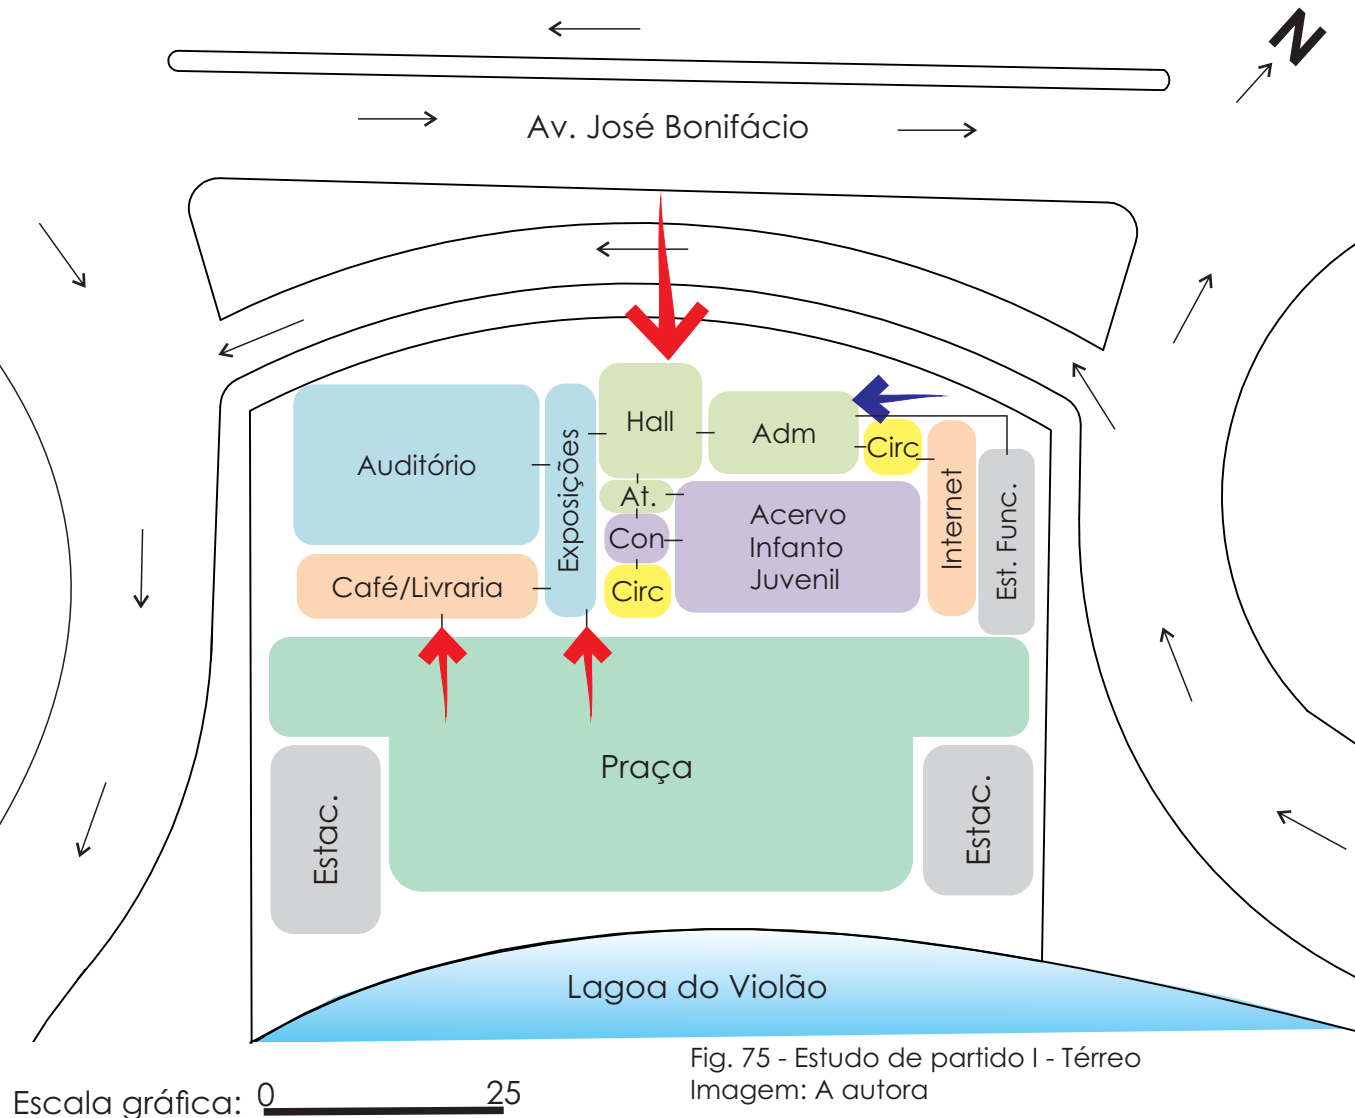 N
Av. José Bonifácio
Hall
Adm
Circ
Auditório
Exposições
At.
Con
Circ
Acervo
Infanto
Juvenil
Internet
Est. Func.
Café/Livraria
Praça
Estac.
Estac.
Lagoa do Violão
Fig. 75 - Estudo de partido I - Térreo
Imagem: A autora
Escala gráfica: 0 25